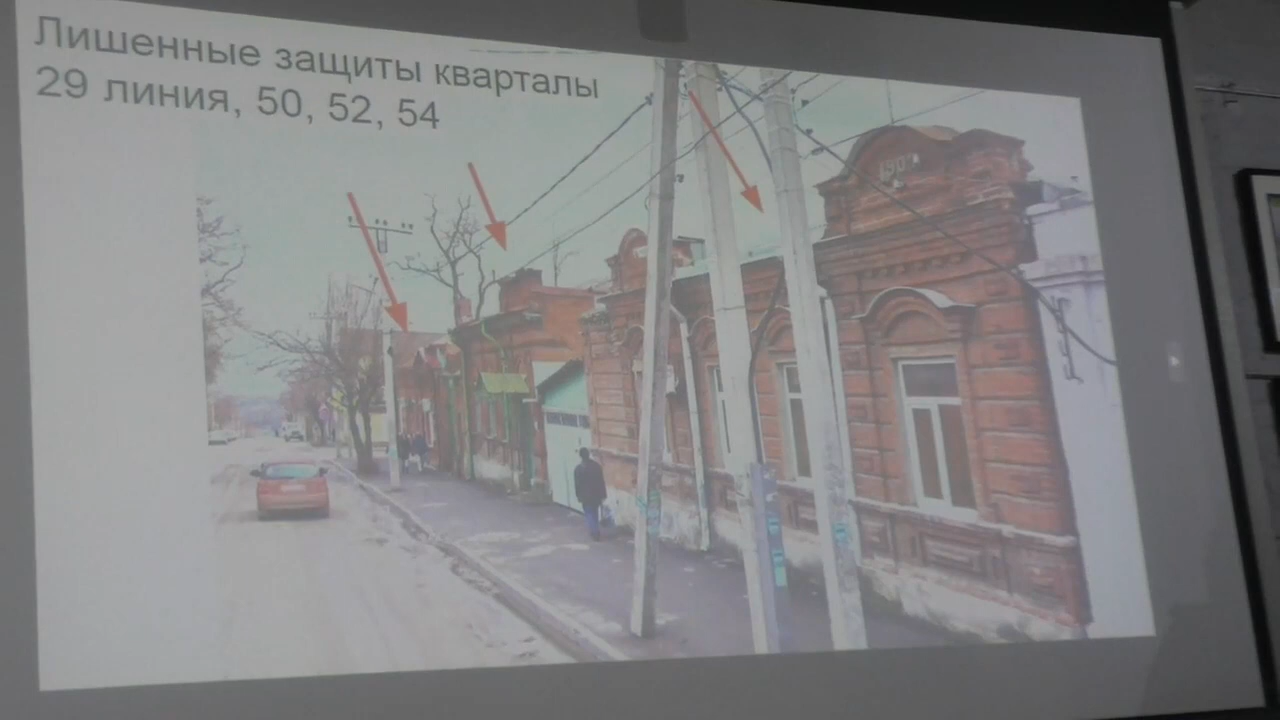 Лишенные защиты кварталы
29 линия, 50, 52, 54